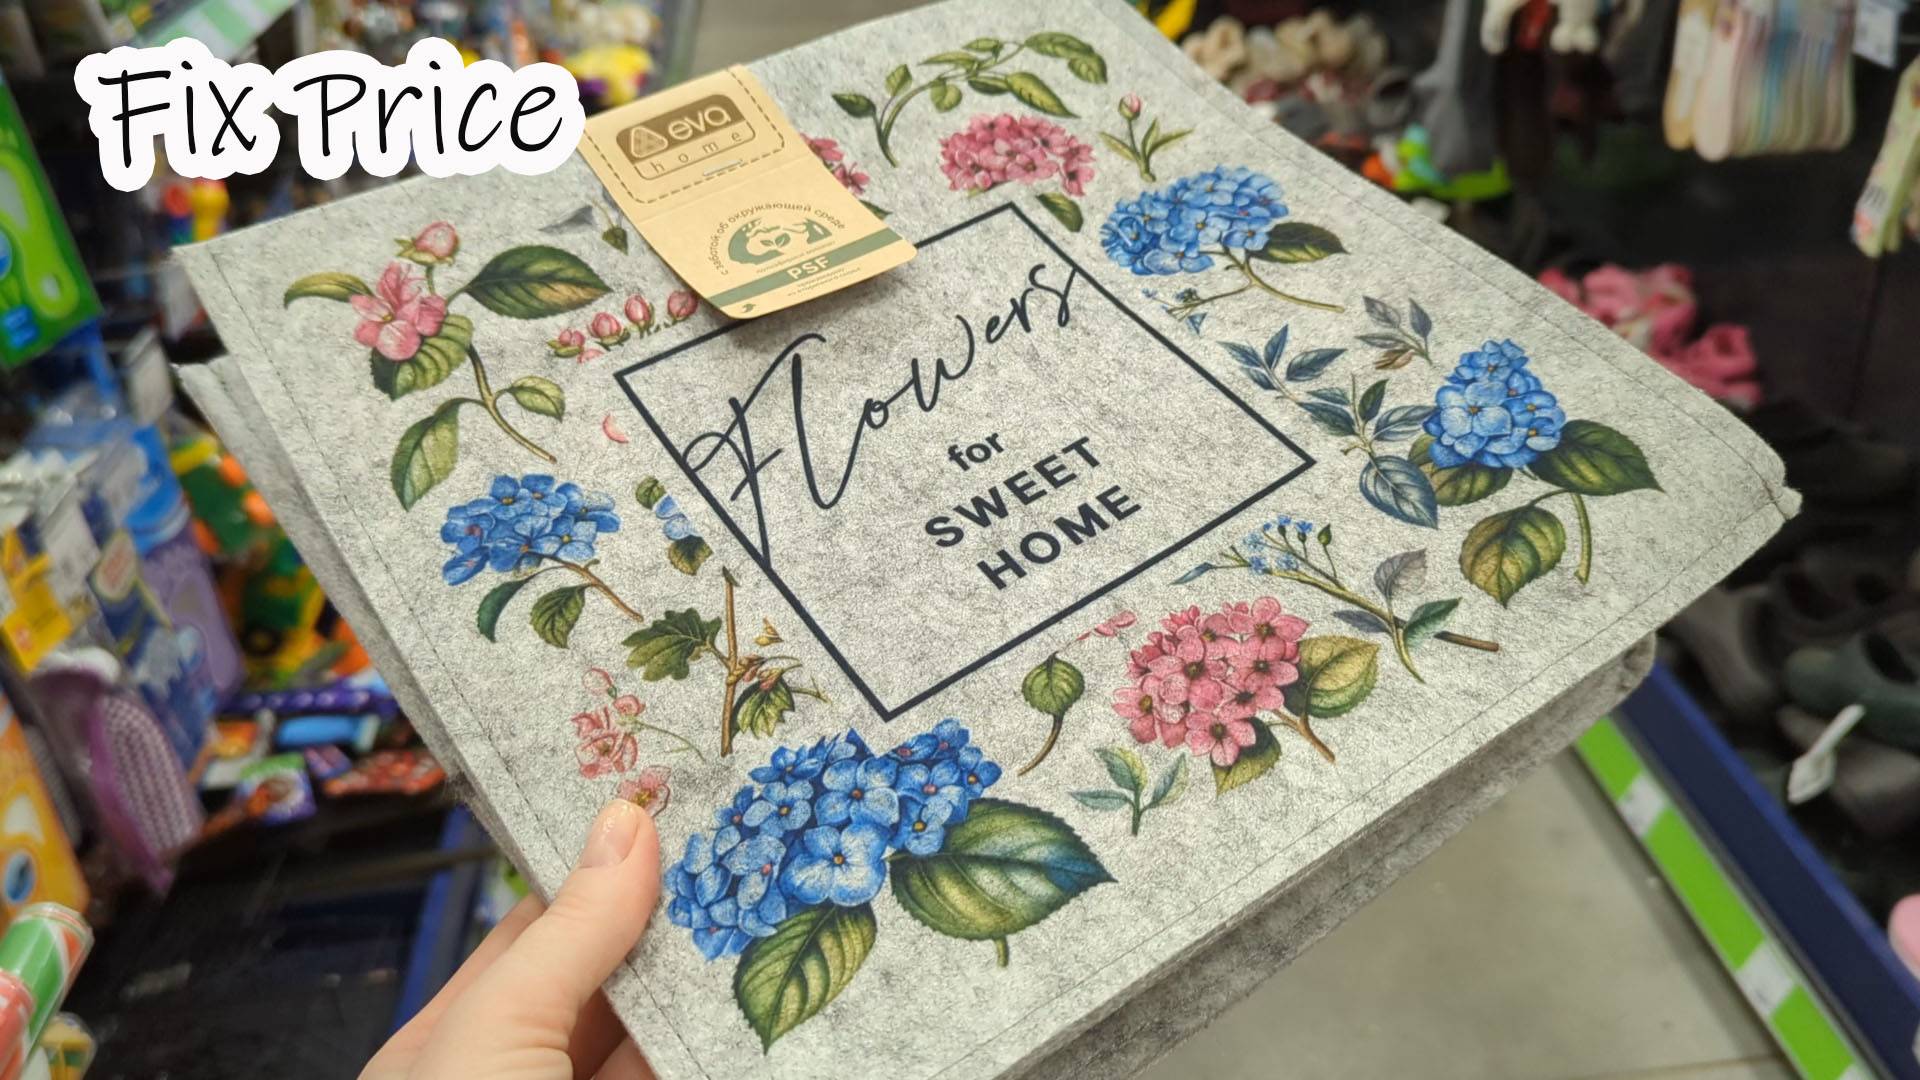 Fix Price
eva
home
с заботой об окружающей среде
PSF
Flowers
for
SWEET
HOME